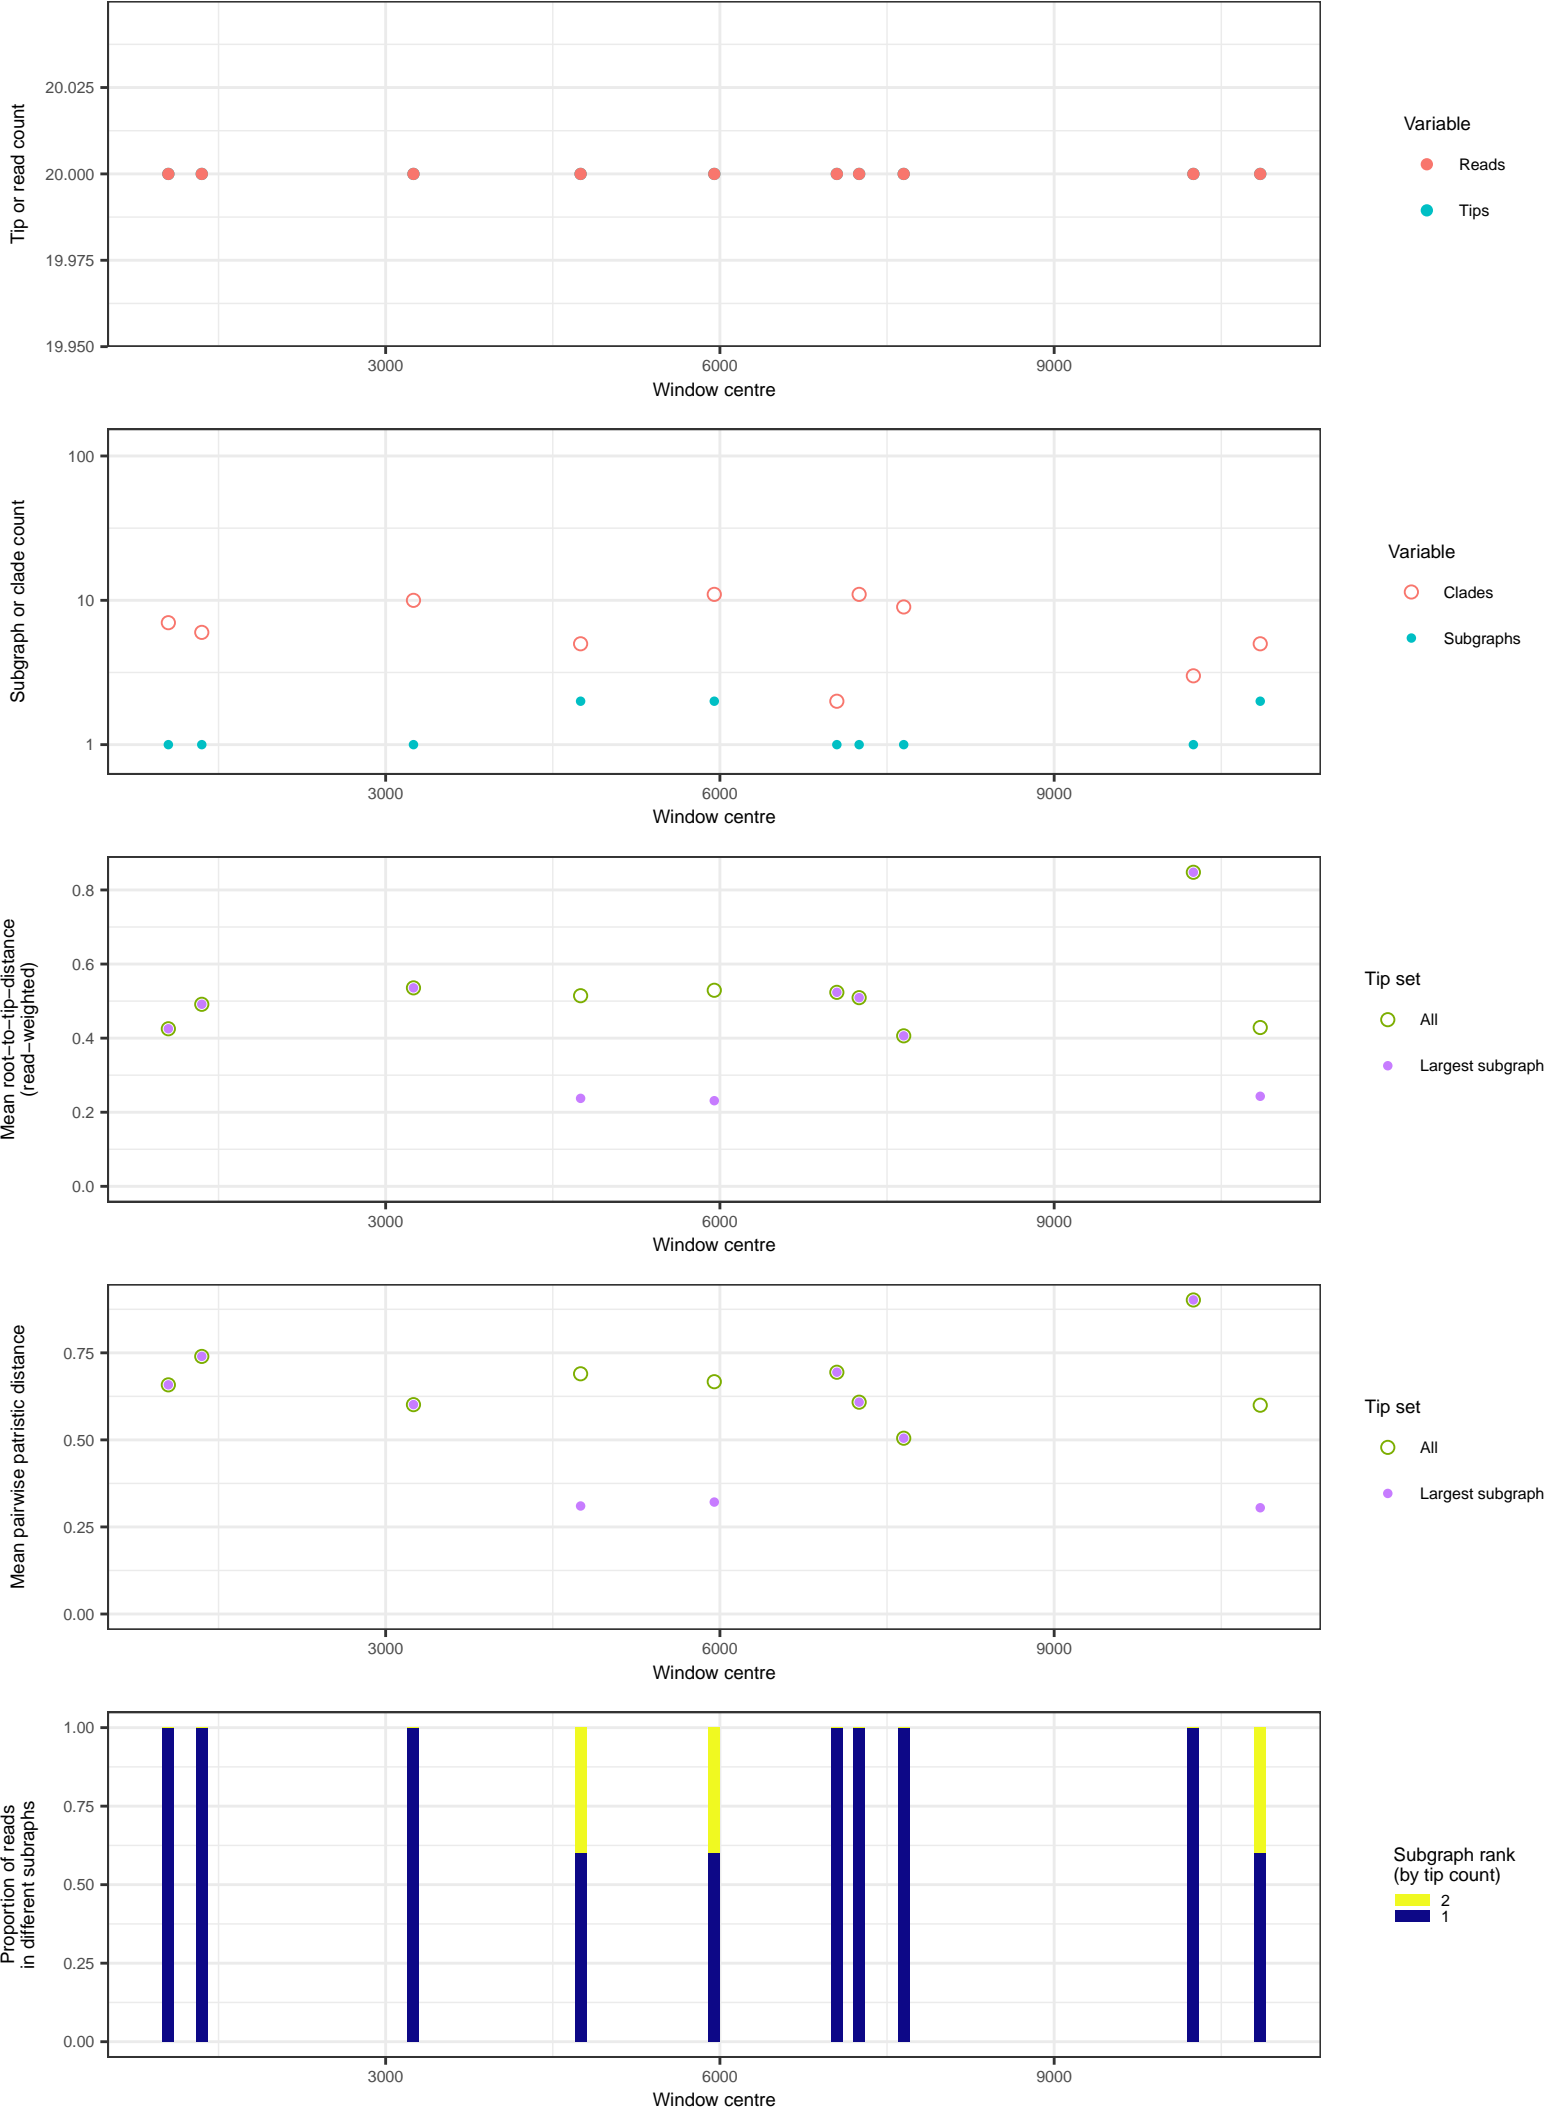 Tip or read count
20.025
20.000
19.975
19.950
3000
6000
9000
Window centre
Variable
Reads
Tips
Subgraph or clade count
100
10
1
3000
6000
9000
Window centre
Variable
Clades
Subgraphs
Mean root−to−tip−distance
(read−weighted)
0.8
0.6
0.4
0.2
0.0
3000
6000
9000
Window centre
Tip set
All
Largest subgraph
Mean pairwise patristic distance
0.75
0.50
0.25
0.00
3000
6000
9000
Window centre
Tip set
All
Largest subgraph
Proportion of reads
in different subraphs
1.00
0.75
0.50
0.25
0.00
3000
6000
9000
Window centre
Subgraph rank
(by tip count)
2
1